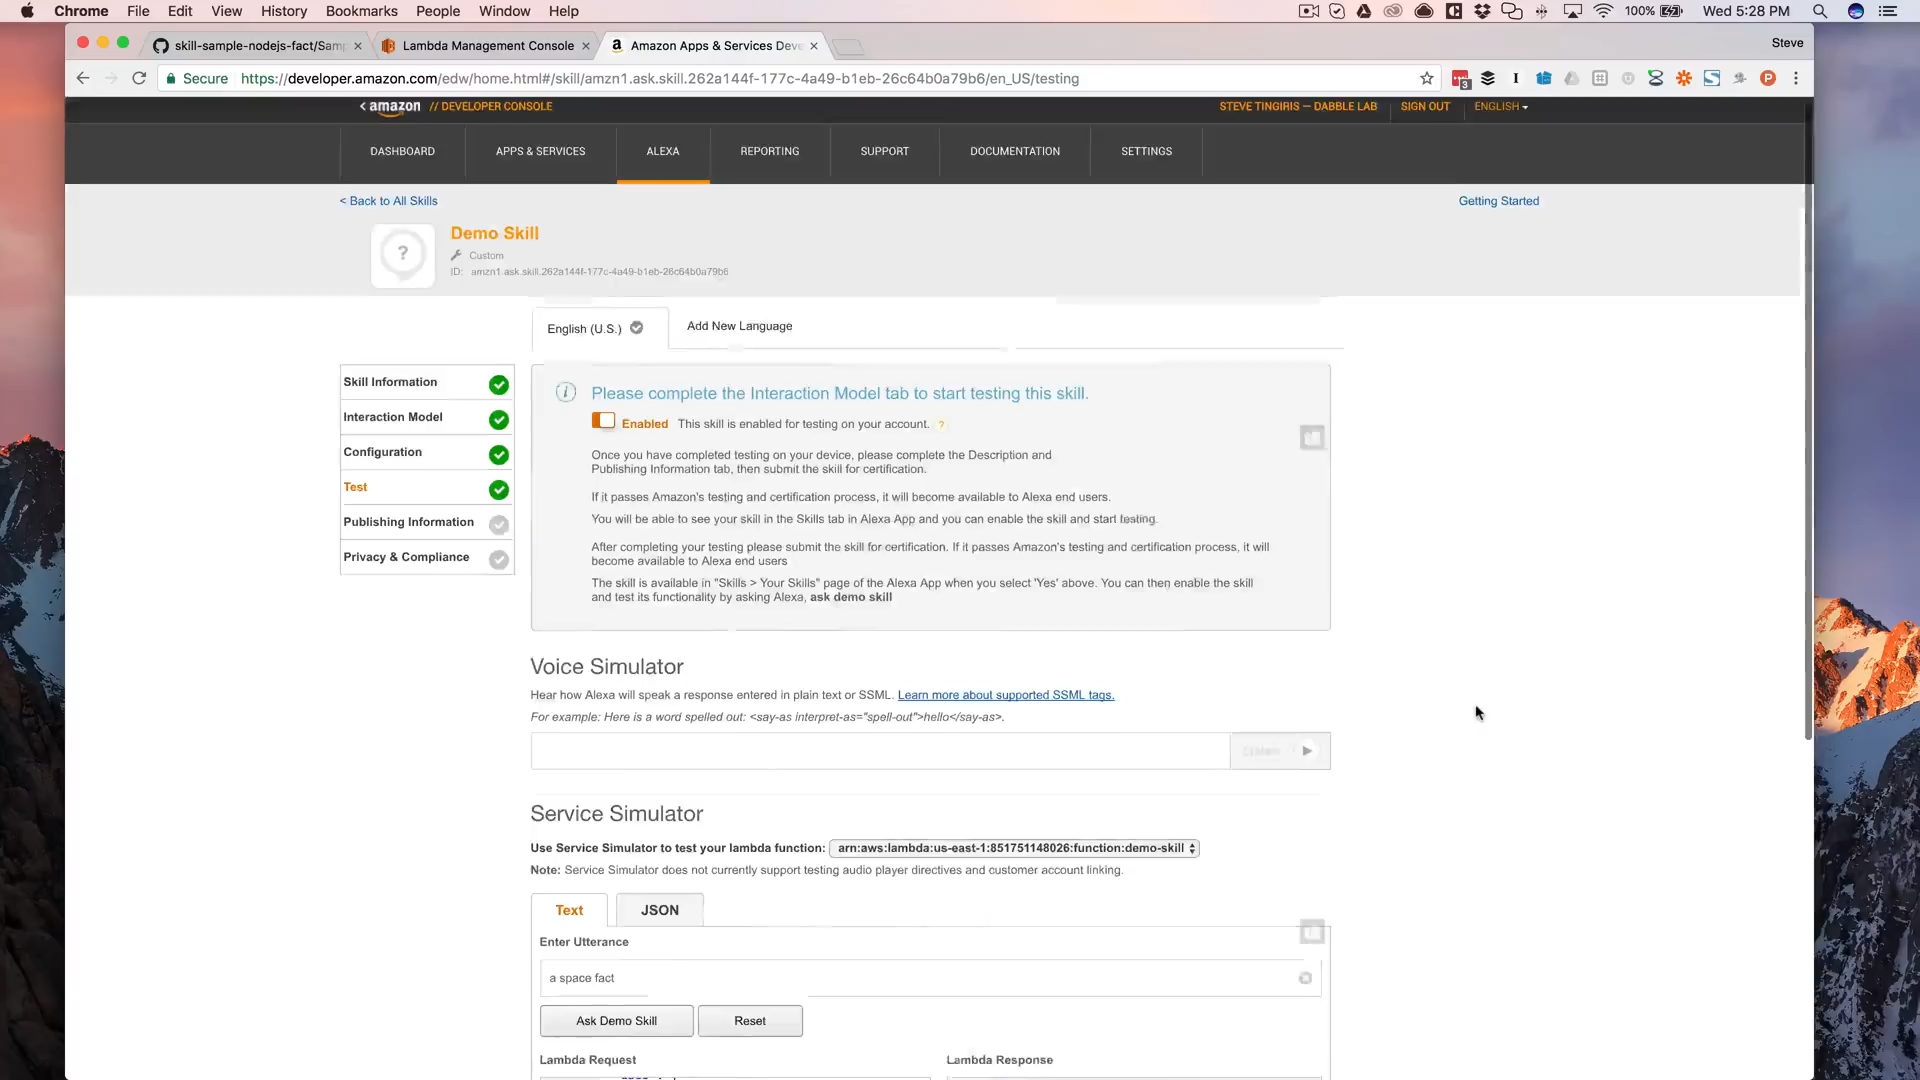 Chrome File Edit View History Bookmarks People Window Help 100% Wed 5:28 PM
skill-sample-nodejs-fact/Samp Lambda Management Console Amazon Apps & Services Deve Steve
Secure https://developer.amazon.com/edw/home.html#/skill/amzn1.ask.skill.262a144f-177c-4a49-b1eb-26c64b0a79b6/en_US/testing
< amazon // DEVELOPER CONSOLE STEVE TINGIRIS — DABBLE LAB SIGN OUT ENGLISH
DASHBOARD APPS & SERVICES ALEXA REPORTING SUPPORT DOCUMENTATION SETTINGS
< Back to All Skills Getting Started
Demo Skill
Custom
ID: amzn1.ask.skill.262a144f-177c-4a49-b1eb-26c64b0a79b6
English (U.S.) Add New Language
Skill Information
Interaction Model
Configuration
Test
Publishing Information
Privacy & Compliance
Please complete the Interaction Model tab to start testing this skill.
Enabled This skill is enabled for testing on your account. ?
Once you have completed testing on your device, please complete the Description and
Publishing Information tab, then submit the skill for certification.
If it passes Amazon's testing and certification process, it will become available to Alexa end users.
You will be able to see your skill in the Skills tab in Alexa App and you can enable the skill and start testing.
After completing your testing please submit the skill for certification. If it passes Amazon's testing and certification process, it will
become available to Alexa end users
The skill is available in "Skills > Your Skills" page of the Alexa App when you select 'Yes' above. You can then enable the skill
and test its functionality by asking Alexa, ask demo skill
Voice Simulator
Hear how Alexa will speak a response entered in plain text or SSML. Learn more about supported SSML tags.
For example: Here is a word spelled out: <say-as interpret-as="spell-out">hello</say-as>.
Listen
Service Simulator
Use Service Simulator to test your lambda function: arn:aws:lambda:us-east-1:851751148026:function:demo-skill
Note: Service Simulator does not currently support testing audio player directives and customer account linking.
Text JSON
Enter Utterance
a space fact
Ask Demo Skill Reset
Lambda Request Lambda Response